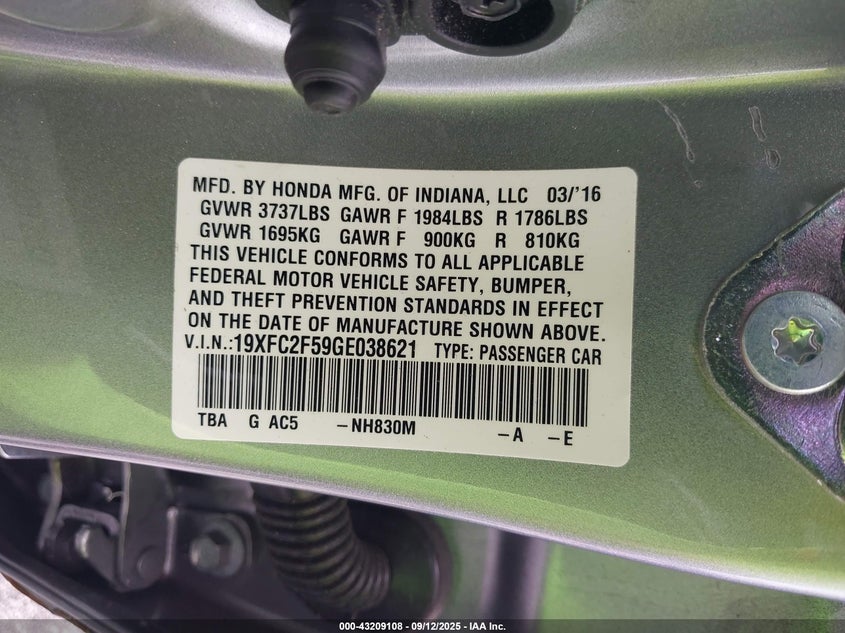 MFD. BY HONDA MFG. OF INDIANA, LLC 03/'16
GVWR 3737LBS GAWR F 1984LBS R 1786LBS
GVWR 1695KG GAWR F 900KG R 810KG
THIS VEHICLE CONFORMS TO ALL APPLICABLE
FEDERAL MOTOR VEHICLE SAFETY, BUMPER,
AND THEFT PREVENTION STANDARDS IN EFFECT
ON THE DATE OF MANUFACTURE SHOWN ABOVE.
V.I.N.:19XFC2F59GE038621 TYPE: PASSENGER CAR
TBA G AC5 –NH830M –A –E
000-43209108 - 09/12/2025 - IAA Inc.